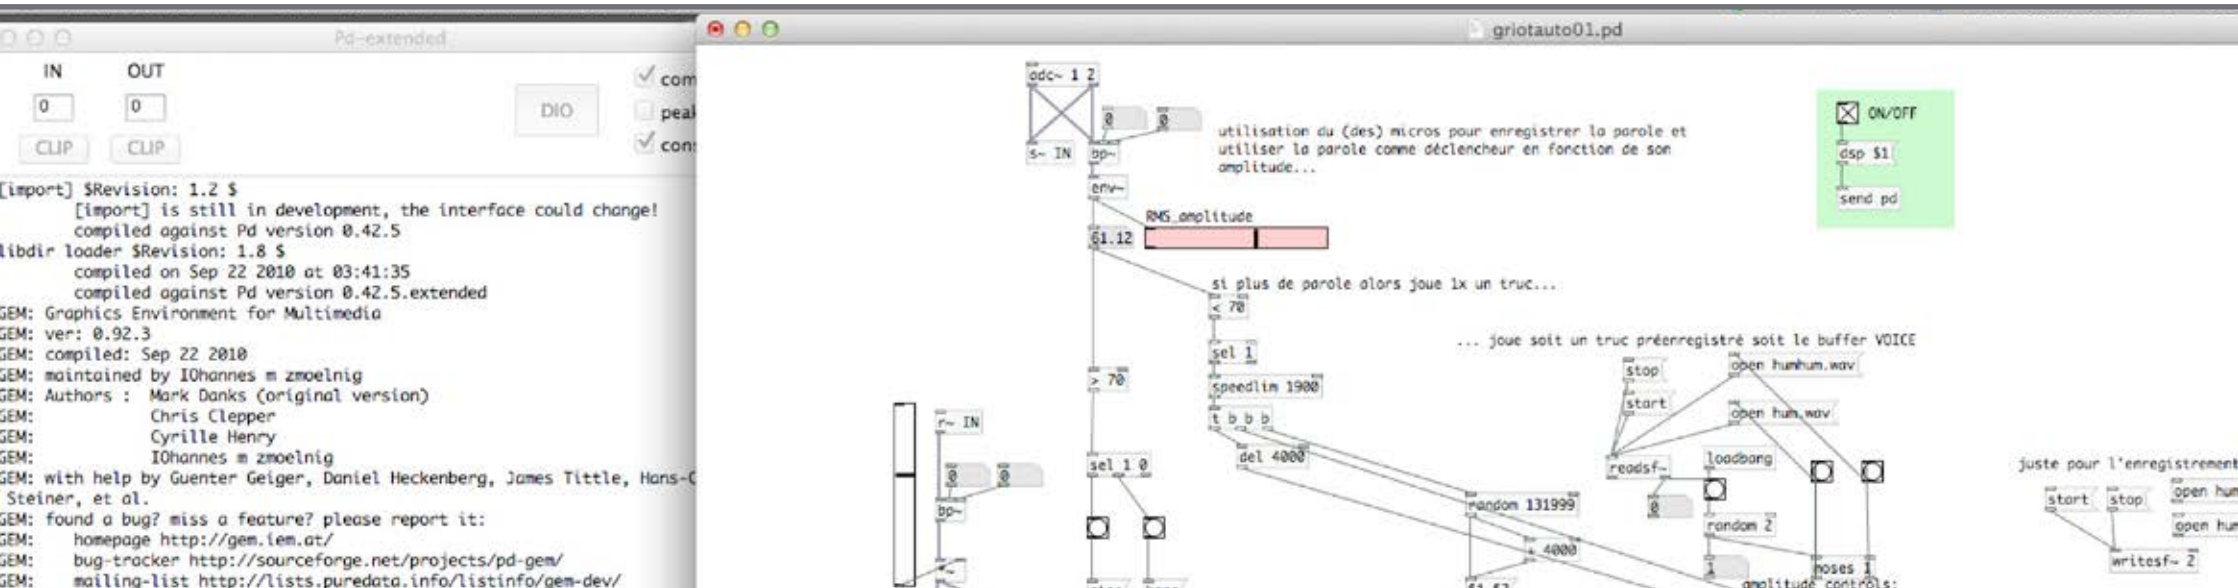 Pd-extended
IN OUT
0 0
DIO
CLIP CLIP
[import] $Revision: 1.2 $
[import] is still in development, the interface could change!
compiled against Pd version 0.42.5
libdir loader $Revision: 1.8 $
compiled on Sep 22 2010 at 03:41:35
compiled against Pd version 0.42.5.extended
GEM: Graphics Environment for Multimedia
GEM: ver: 0.92.3
GEM: compiled: Sep 22 2010
GEM: maintained by IOhannes m zmoelnig
GEM: Authors : Mark Danks (original version)
GEM: Chris Clepper
GEM: Cyrille Henry
GEM: IOhannes m zmoelnig
GEM: with help by Guenter Geiger, Daniel Heckenberg, James Tittle, Hans-C
Steiner, et al.
GEM: found a bug? miss a feature? please report it:
GEM: homepage http://gem.iem.at/
GEM: bug-tracker http://sourceforge.net/projects/pd-gem/
GEM: mailing-list http://lists.puredata.info/listinfo/gem-dev/
griotauto01.pd
adc~ 1 2
s~ IN
bp~
env~
utilisation du (des) micros pour enregistrer la parole et
utiliser la parole comme déclencheur en fonction de son
amplitude...
RMS_amplitude
61.12
ON/OFF
dsp $1
send pd
si plus de parole alors joue 1x un truc...
< 70
sel 1
speedlim 1900
t b b b
del 4000
> 70
sel 1 0
r~ IN
bp~
... joue soit un truc préenregistré soit le buffer VOICE
stop
start
open humhum.wav
open hum.wav
readsf~
loadbang
random 131999
random 2
+ 4000
moses 1
amplitude controls:
juste pour l'enregistrement
start stop open hum
open hum
writesf~ 2